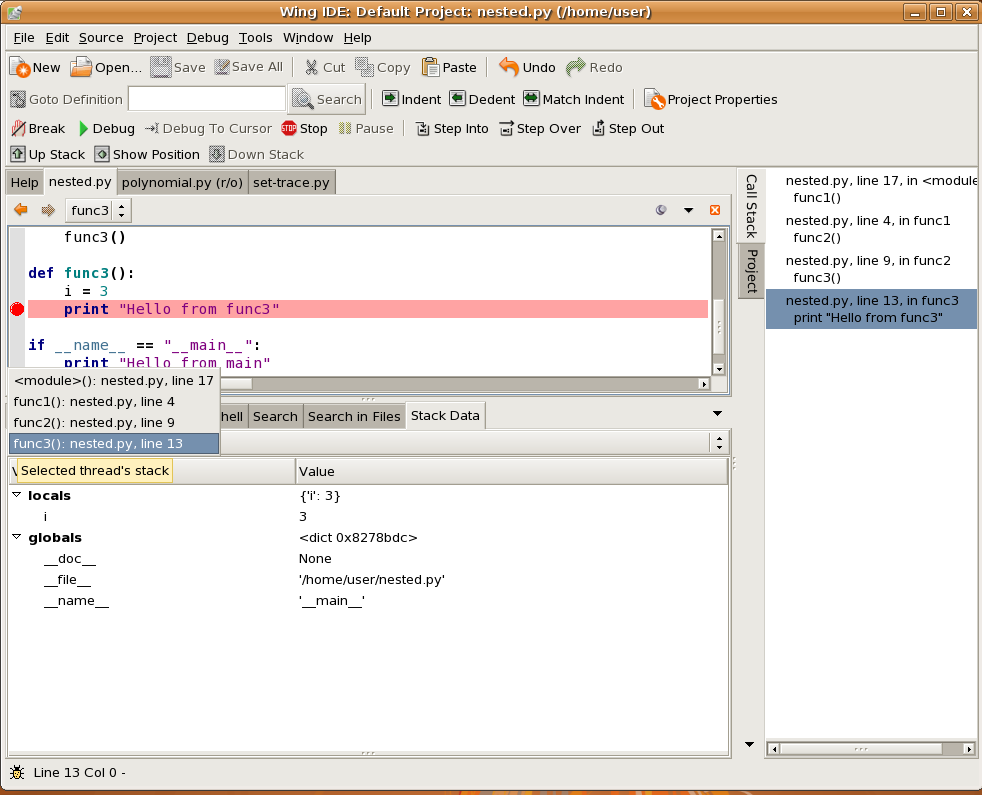 Wing IDE: Default Project: nested.py (/home/user)
File Edit Source Project Debug Tools Window Help
New Open... Save Save All Cut Copy Paste Undo Redo
Goto Definition Search Indent Dedent Match Indent Project Properties
Break Debug Debug To Cursor STOP Stop Pause Step Into Step Over Step Out
Up Stack Show Position Down Stack
Help nested.py polynomial.py (r/o) set-trace.py
func3
func3()
def func3():
i = 3
print "Hello from func3"
if __name__ == "__main__":
print "Hello from main"
<module>(): nested.py, line 17
func1(): nested.py, line 4
func2(): nested.py, line 9
func3(): nested.py, line 13
hell Search Search in Files Stack Data
Selected thread's stack
Value
locals {'i': 3}
i 3
globals <dict 0x8278bdc>
__doc__ None
__file__ '/home/user/nested.py'
__name__ '__main__'
Call Stack
Project
nested.py, line 17, in <module
func1()
nested.py, line 4, in func1
func2()
nested.py, line 9, in func2
func3()
nested.py, line 13, in func3
print "Hello from func3"
Line 13 Col 0 -